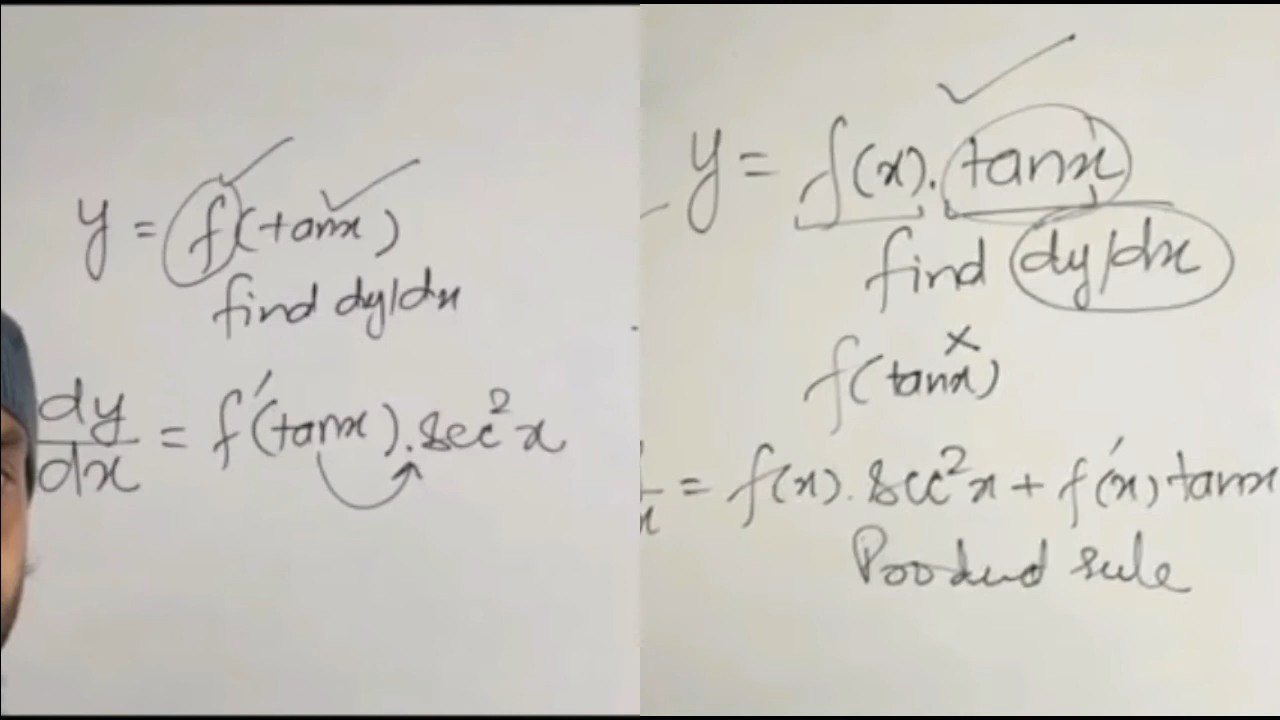 y = f(tanx)
find dy/dx
dy/dx = f'(tanx).sec²x
y = f(x).tanx
find dy/dx
f(tanx)
= f(x).sec²x + f'(x)tanx
Product rule